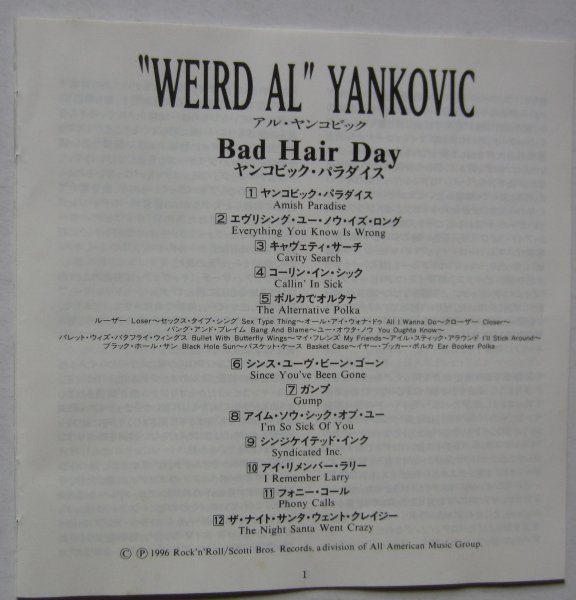 "WEIRD AL" YANKOVIC
アル・ヤンコビック
Bad Hair Day
ヤンコビック・パラダイス
1 ヤンコビック・パラダイス
Amish Paradise
2 エヴリシング・ユー・ノウ・イズ・ロング
Everything You Know Is Wrong
3 キャヴェティ・サーチ
Cavity Search
4 コーリン・イン・シック
Callin' In Sick
5 ポルカでオルタナ
The Alternative Polka
ルーザー Loser〜セックス・タイプ・シング Sex Type Thing〜オール・アイ・ウォナ・ドゥ All I Wanna Do〜クローザー Closer〜
バング・アンド・ブレイム Bang And Blame〜ユー・オウタ・ノウ You Oughta Know〜
バレット・ウィズ・バタフライ・ウィングス Bullet With Butterfly Wings〜マイ・フレンズ My Friends〜アイル・スティック・アラウンド I'll Stick Around〜
ブラック・ホール・サン Black Hole Sun〜バスケット・ケース Basket Case〜イヤー・ブッカー・ポルカ Ear Booker Polka
6 シンス・ユーヴ・ビーン・ゴーン
Since You've Been Gone
7 ガンプ
Gump
8 アイム・ソウ・シック・オブ・ユー
I'm So Sick Of You
9 シンジケイテッド・インク
Syndicated Inc.
10 アイ・リメンバー・ラリー
I Remember Larry
11 フォニー・コール
Phony Calls
12 ザ・ナイト・サンタ・ウェント・クレイジー
The Night Santa Went Crazy
Ⓒ Ⓟ 1996 Rock'n'Roll/Scotti Bros. Records, a division of All American Music Group.
1